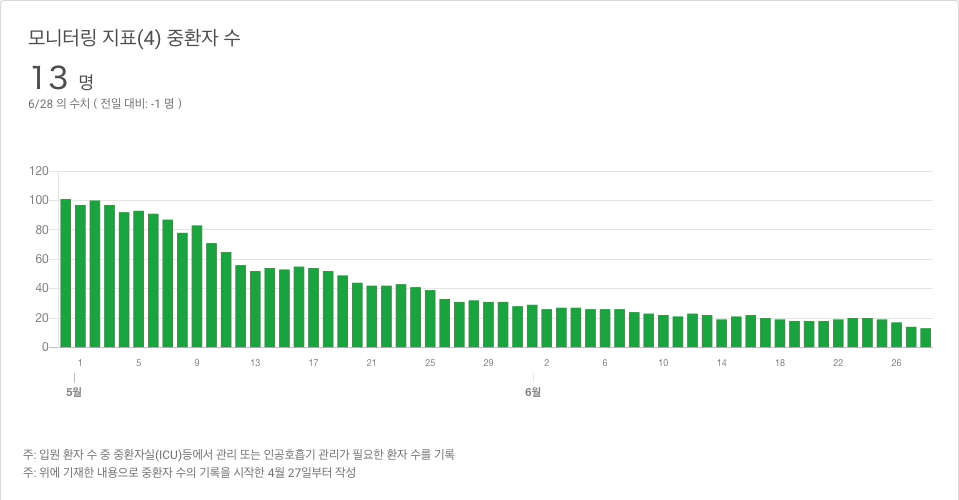 모니터링 지표(4) 중환자 수
13 명
6/28 의 수치 ( 전일 대비: -1 명 )
120
100
80
60
40
20
0
1 5 9 13 17 21 25 29 2 6 10 14 18 22 26
5월 6월
주: 입원 환자 수 중 중환자실(ICU)등에서 관리 또는 인공호흡기 관리가 필요한 환자 수를 기록
주: 위에 기재한 내용으로 중환자 수의 기록을 시작한 4월 27일부터 작성